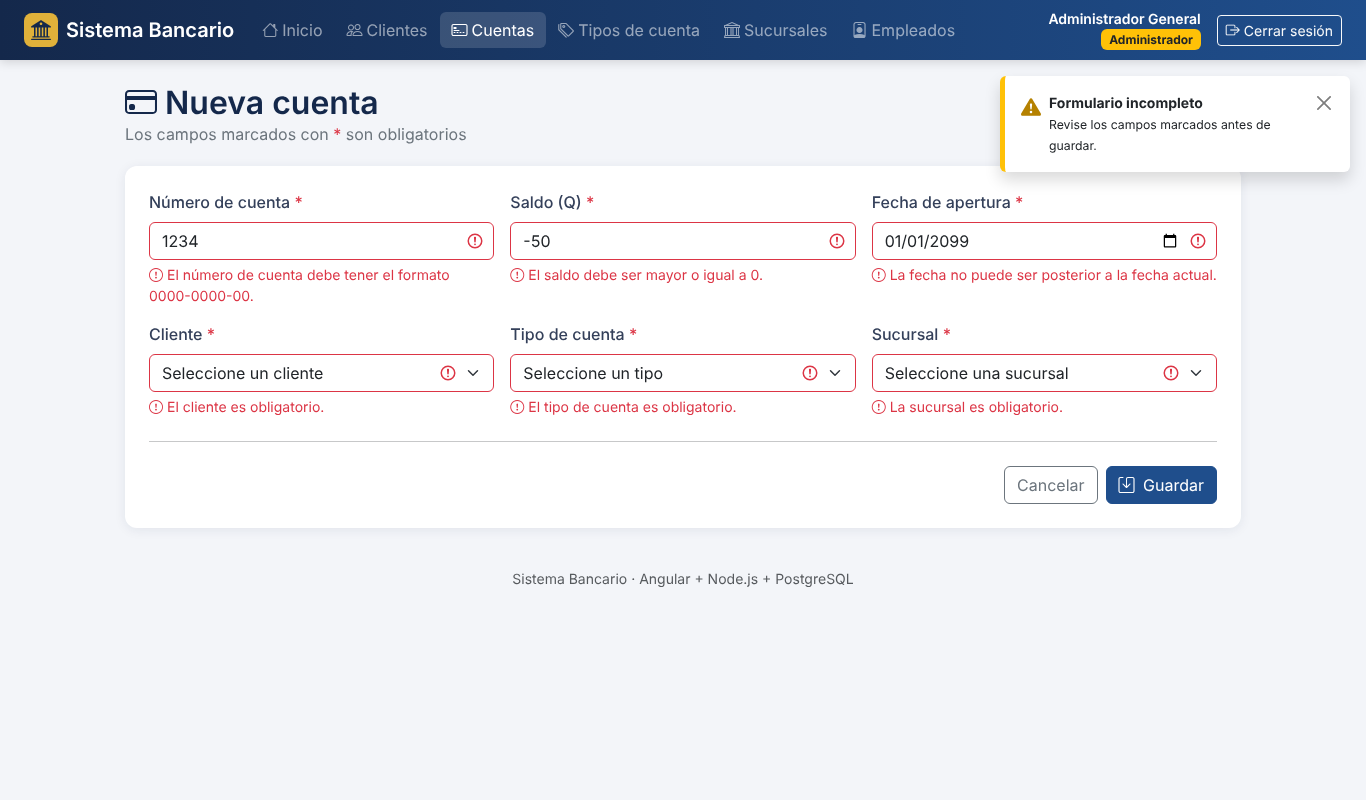 Sistema Bancario
Inicio
Clientes
Cuentas
Tipos de cuenta
Sucursales
Empleados
Administrador General
Administrador
Cerrar sesión
Nueva cuenta
Los campos marcados con * son obligatorios
Formulario incompleto
Revise los campos marcados antes de
guardar.
Número de cuenta *
Saldo (Q) *
Fecha de apertura *
1234
-50
01/01/2099
El número de cuenta debe tener el formato
0000-0000-00.
El saldo debe ser mayor o igual a 0.
La fecha no puede ser posterior a la fecha actual.
Cliente *
Tipo de cuenta *
Sucursal *
Seleccione un cliente
Seleccione un tipo
Seleccione una sucursal
El cliente es obligatorio.
El tipo de cuenta es obligatorio.
La sucursal es obligatorio.
Cancelar
Guardar
Sistema Bancario · Angular + Node.js + PostgreSQL